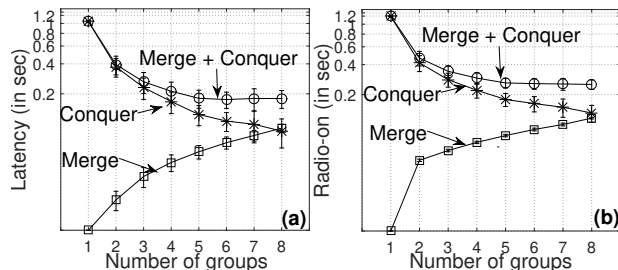 1.2
0.8
0.6
0.4
0.2
Latency (in sec)
Merge + Conquer
Conquer
Merge
(a)
1 2 3 4 5 6 7 8
Number of groups
1.2
0.8
0.6
0.4
0.2
Radio-on (in sec)
Merge + Conquer
Conquer
Merge
(b)
1 2 3 4 5 6 7 8
Number of groups